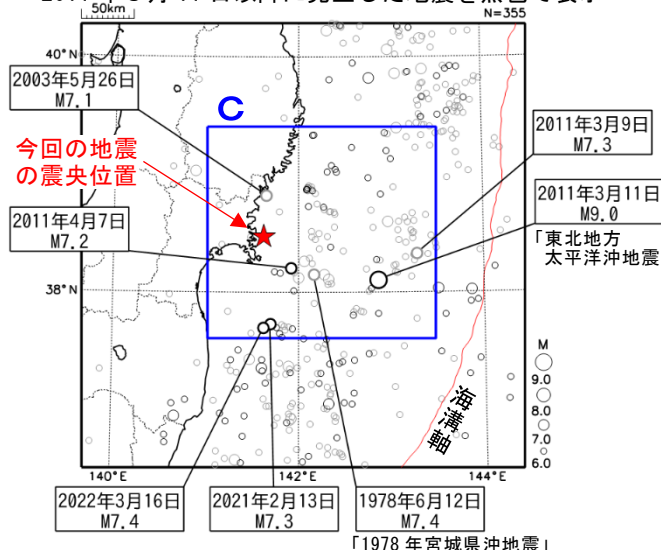 50km
N=355
40°N
2003年5月26日
M7.1
C
今回の地震
の震央位置
2011年3月9日
M7.3
2011年3月11日
M9.0
「東北地方
太平洋沖地震
2011年4月7日
M7.2
38°N
M
9.0
8.0
7.0
6.0
海溝軸
140°E
142°E
144°E
2022年3月16日
M7.4
2021年2月13日
M7.3
1978年6月12日
M7.4
「1978年宮城県沖地震」